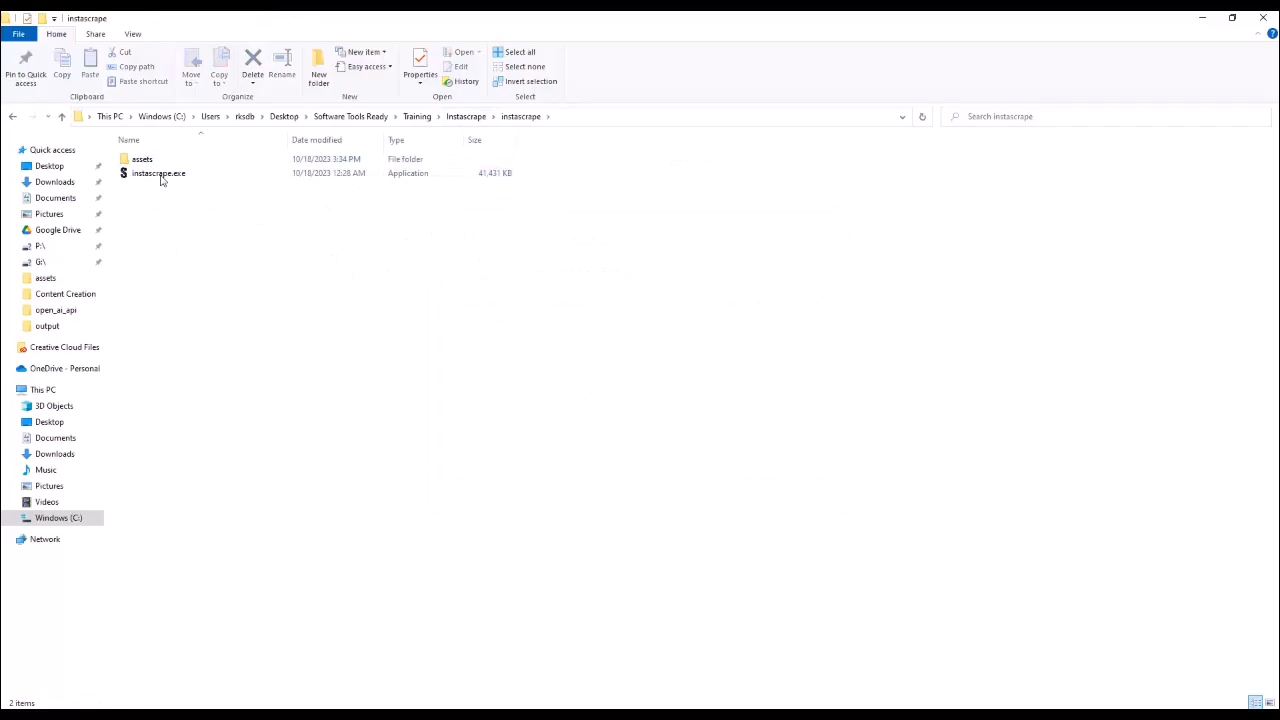 instascrape
File Home Share View
Pin to Quick access
Copy
Paste
Cut
Copy path
Paste shortcut
Clipboard
Move to
Copy to
Delete
Rename
Organize
New folder
New item
Easy access
New
Properties
Open
Edit
History
Open
Select all
Select none
Invert selection
Select
This PC > Windows (C:) > Users > rksdb > Desktop > Software Tools Ready > Training > Instascrape > instascrape >
Search instascrape
Name Date modified Type Size
assets 10/18/2023 3:34 PM File folder
instascrape.exe 10/18/2023 12:28 AM Application 41,431 KB
Quick access
Desktop
Downloads
Documents
Pictures
Google Drive
P:\
G:\
assets
Content Creation
open_ai_api
output
Creative Cloud Files
OneDrive - Personal
This PC
3D Objects
Desktop
Documents
Downloads
Music
Pictures
Videos
Windows (C:)
Network
2 items